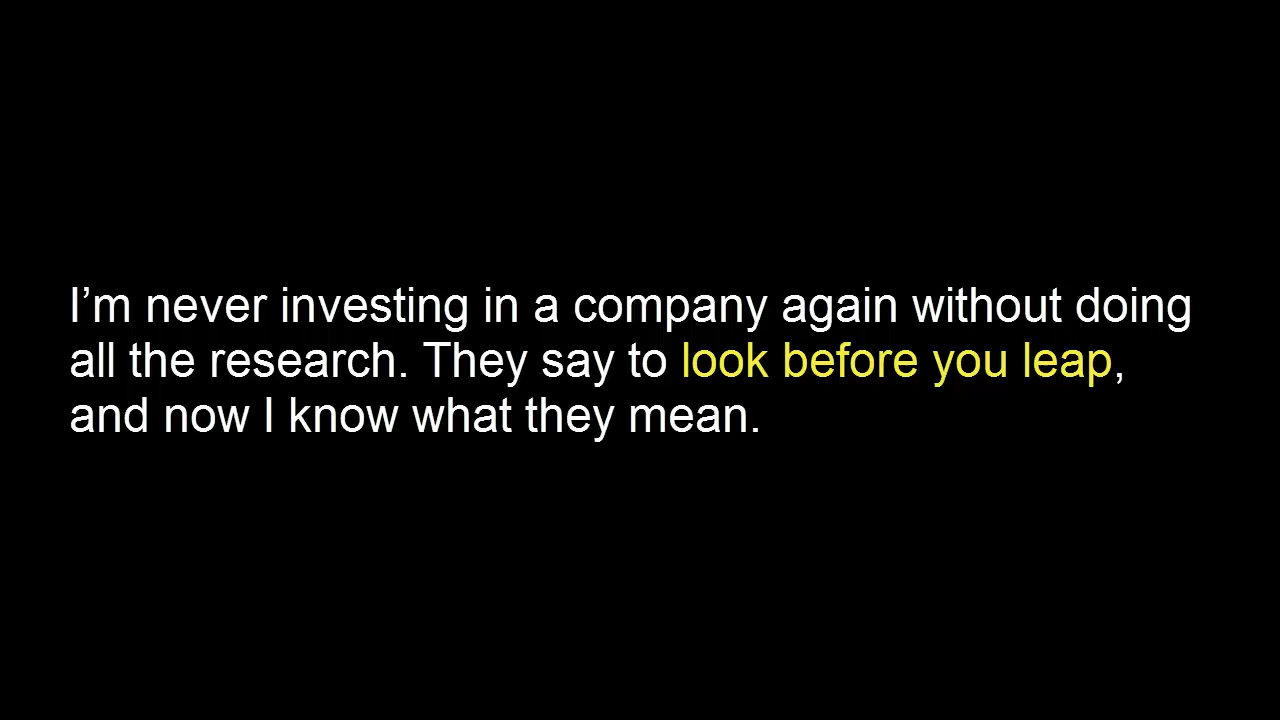 I’m never investing in a company again without doing
all the research. They say to look before you leap,
and now I know what they mean.